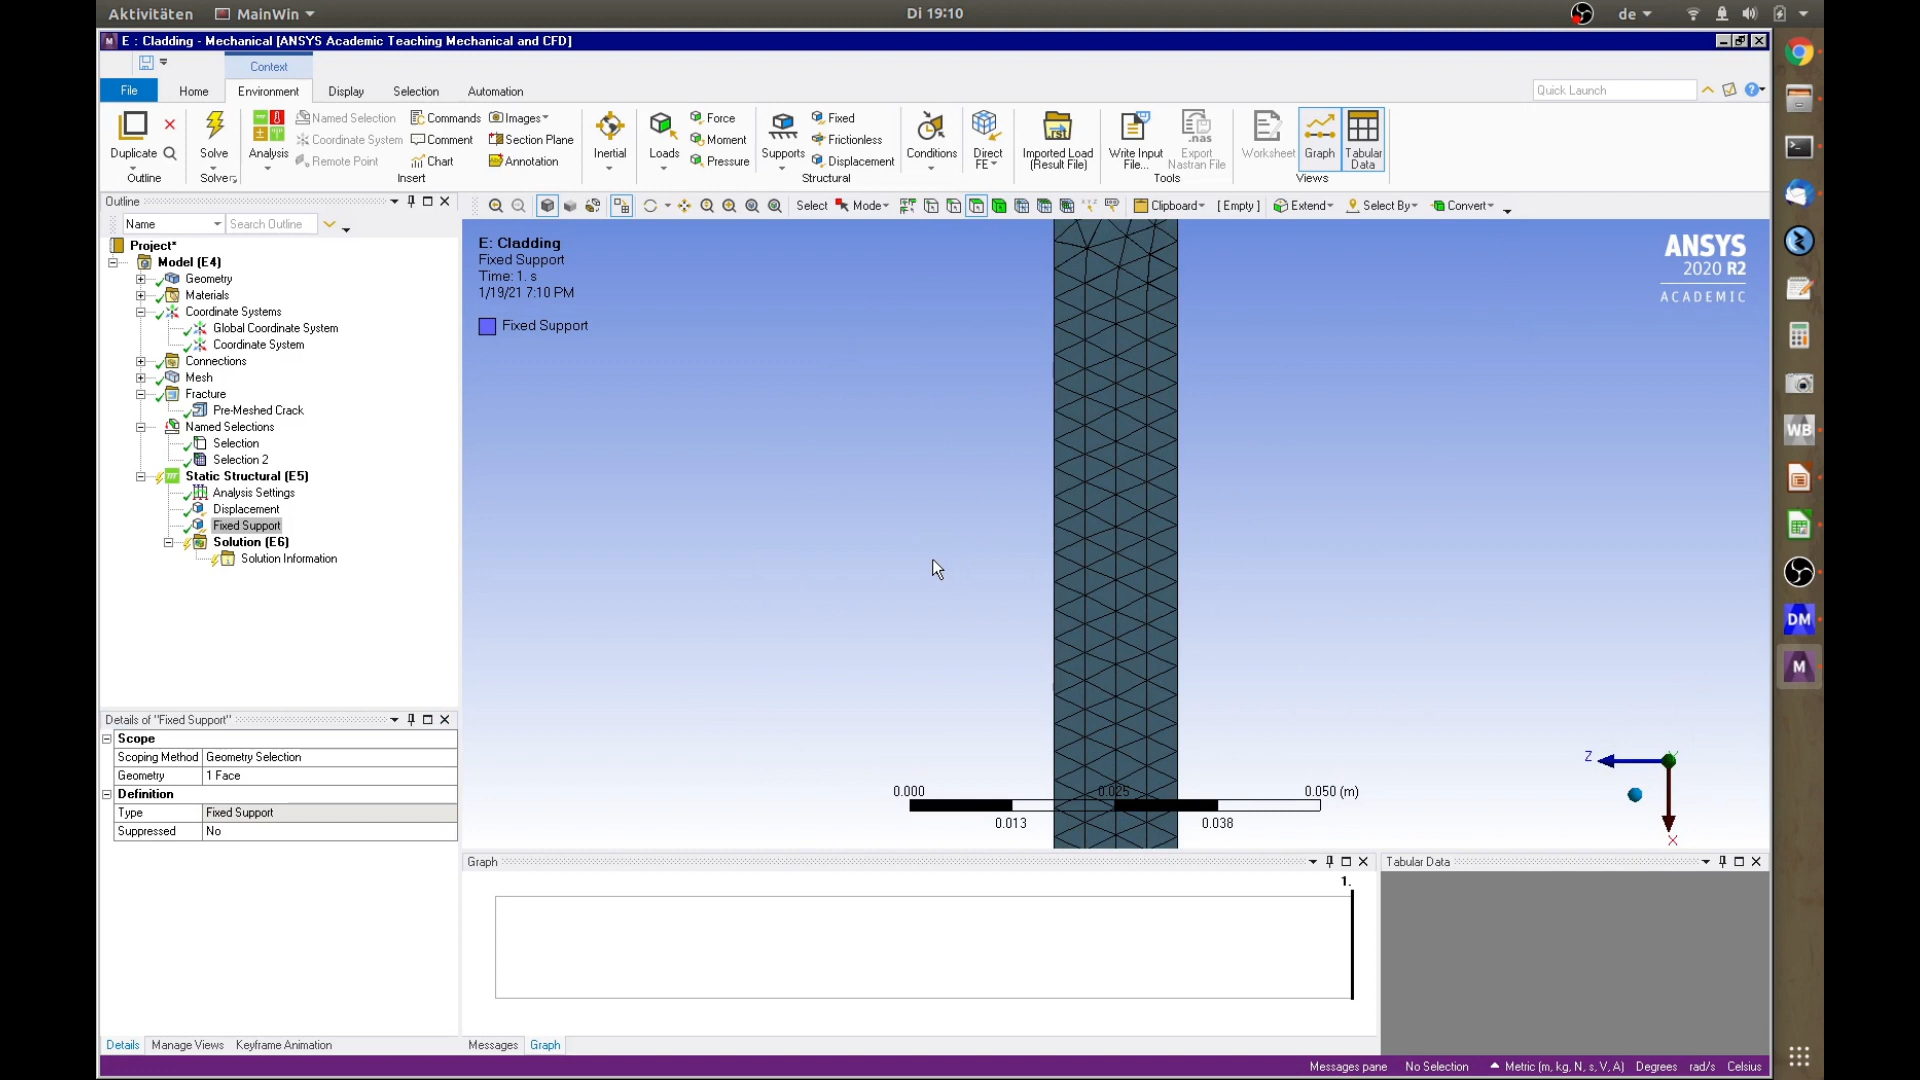 Aktivitäten MainWin Di 19:10 de
E : Cladding - Mechanical [ANSYS Academic Teaching Mechanical and CFD]
Context
File Home Environment Display Selection Automation Quick Launch
Duplicate Solve Analysis Named Selection Commands Images
Coordinate System Comment Section Plane
Remote Point Chart Annotation
Inertial Loads Force Moment Pressure Supports Fixed Frictionless Displacement Conditions Direct FE
Imported Load (Result File) Write Input File... Export Nastran File Worksheet Graph Tabular Data
.rst .nas
Outline Solver Insert Structural Tools Views
Outline
Name Search Outline
Select Mode Clipboard [ Empty ] Extend Select By Convert
Project*
Model (E4)
Geometry
Materials
Coordinate Systems
Global Coordinate System
Coordinate System
Connections
Mesh
Fracture
Pre-Meshed Crack
Named Selections
Selection
Selection 2
Static Structural (E5)
Analysis Settings
Displacement
Fixed Support
Solution (E6)
Solution Information
E: Cladding
Fixed Support
Time: 1. s
1/19/21 7:10 PM
Fixed Support
ANSYS
2020 R2
ACADEMIC
WB
DM
M
Z
Y
X
0.000 0.025 0.050 (m)
0.013 0.038
Details of "Fixed Support"
Scope
Scoping Method Geometry Selection
Geometry 1 Face
Definition
Type Fixed Support
Suppressed No
Graph
1.
Tabular Data
Details Manage Views Keyframe Animation
Messages Graph
Messages pane No Selection Metric (m, kg, N, s, V, A) Degrees rad/s Celsius